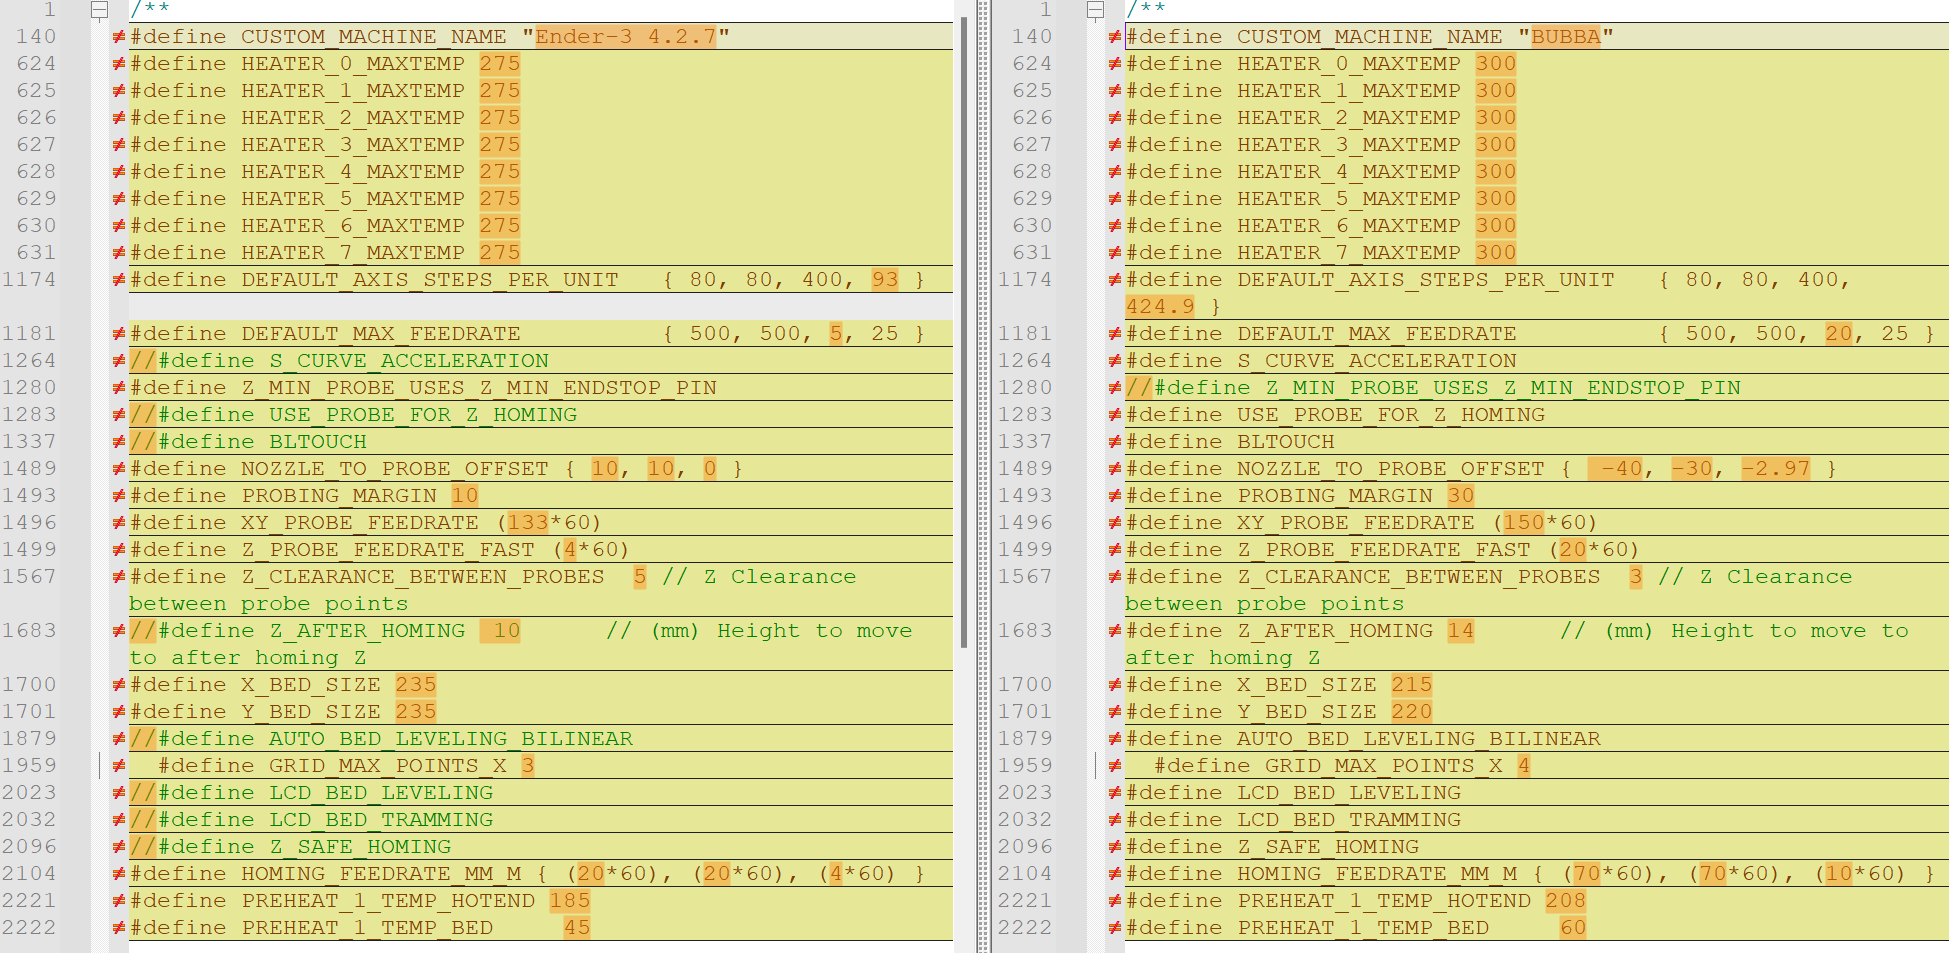 1 /**
140 ≠#define CUSTOM_MACHINE_NAME "Ender-3 4.2.7"
624 ≠#define HEATER_0_MAXTEMP 275
625 ≠#define HEATER_1_MAXTEMP 275
626 ≠#define HEATER_2_MAXTEMP 275
627 ≠#define HEATER_3_MAXTEMP 275
628 ≠#define HEATER_4_MAXTEMP 275
629 ≠#define HEATER_5_MAXTEMP 275
630 ≠#define HEATER_6_MAXTEMP 275
631 ≠#define HEATER_7_MAXTEMP 275
1174 ≠#define DEFAULT_AXIS_STEPS_PER_UNIT   { 80, 80, 400, 93 }
1181 ≠#define DEFAULT_MAX_FEEDRATE          { 500, 500, 5, 25 }
1264 ≠//#define S_CURVE_ACCELERATION
1280 ≠#define Z_MIN_PROBE_USES_Z_MIN_ENDSTOP_PIN
1283 ≠//#define USE_PROBE_FOR_Z_HOMING
1337 ≠//#define BLTOUCH
1489 ≠#define NOZZLE_TO_PROBE_OFFSET { 10, 10, 0 }
1493 ≠#define PROBING_MARGIN 10
1496 ≠#define XY_PROBE_FEEDRATE (133*60)
1499 ≠#define Z_PROBE_FEEDRATE_FAST (4*60)
1567 ≠#define Z_CLEARANCE_BETWEEN_PROBES  5 // Z Clearance
between probe points
1683 ≠//#define Z_AFTER_HOMING  10      // (mm) Height to move
to after homing Z
1700 ≠#define X_BED_SIZE 235
1701 ≠#define Y_BED_SIZE 235
1879 ≠//#define AUTO_BED_LEVELING_BILINEAR
1959 ≠  #define GRID_MAX_POINTS_X 3
2023 ≠//#define LCD_BED_LEVELING
2032 ≠//#define LCD_BED_TRAMMING
2096 ≠//#define Z_SAFE_HOMING
2104 ≠#define HOMING_FEEDRATE_MM_M { (20*60), (20*60), (4*60) }
2221 ≠#define PREHEAT_1_TEMP_HOTEND 185
2222 ≠#define PREHEAT_1_TEMP_BED     45
1 /**
140 ≠#define CUSTOM_MACHINE_NAME "BUBBA"
624 ≠#define HEATER_0_MAXTEMP 300
625 ≠#define HEATER_1_MAXTEMP 300
626 ≠#define HEATER_2_MAXTEMP 300
627 ≠#define HEATER_3_MAXTEMP 300
628 ≠#define HEATER_4_MAXTEMP 300
629 ≠#define HEATER_5_MAXTEMP 300
630 ≠#define HEATER_6_MAXTEMP 300
631 ≠#define HEATER_7_MAXTEMP 300
1174 ≠#define DEFAULT_AXIS_STEPS_PER_UNIT   { 80, 80, 400,
424.9 }
1181 ≠#define DEFAULT_MAX_FEEDRATE          { 500, 500, 20, 25 }
1264 ≠#define S_CURVE_ACCELERATION
1280 ≠//#define Z_MIN_PROBE_USES_Z_MIN_ENDSTOP_PIN
1283 ≠#define USE_PROBE_FOR_Z_HOMING
1337 ≠#define BLTOUCH
1489 ≠#define NOZZLE_TO_PROBE_OFFSET {  -40, -30, -2.97 }
1493 ≠#define PROBING_MARGIN 30
1496 ≠#define XY_PROBE_FEEDRATE (150*60)
1499 ≠#define Z_PROBE_FEEDRATE_FAST (20*60)
1567 ≠#define Z_CLEARANCE_BETWEEN_PROBES  3 // Z Clearance
between probe points
1683 ≠#define Z_AFTER_HOMING 14      // (mm) Height to move to
after homing Z
1700 ≠#define X_BED_SIZE 215
1701 ≠#define Y_BED_SIZE 220
1879 ≠#define AUTO_BED_LEVELING_BILINEAR
1959 ≠  #define GRID_MAX_POINTS_X 4
2023 ≠#define LCD_BED_LEVELING
2032 ≠#define LCD_BED_TRAMMING
2096 ≠#define Z_SAFE_HOMING
2104 ≠#define HOMING_FEEDRATE_MM_M { (70*60), (70*60), (10*60) }
2221 ≠#define PREHEAT_1_TEMP_HOTEND 208
2222 ≠#define PREHEAT_1_TEMP_BED     60